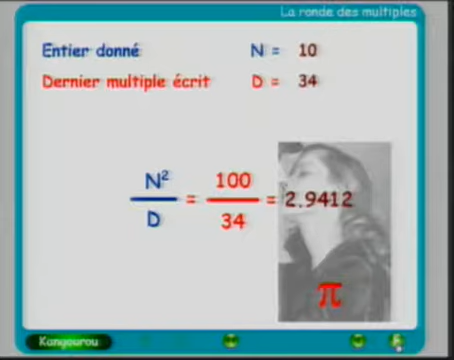 La ronde des multiples
Entier donné N = 10
Dernier multiple écrit D = 34
N² / D = 100 / 34 = 2.9412
π
Kangourou